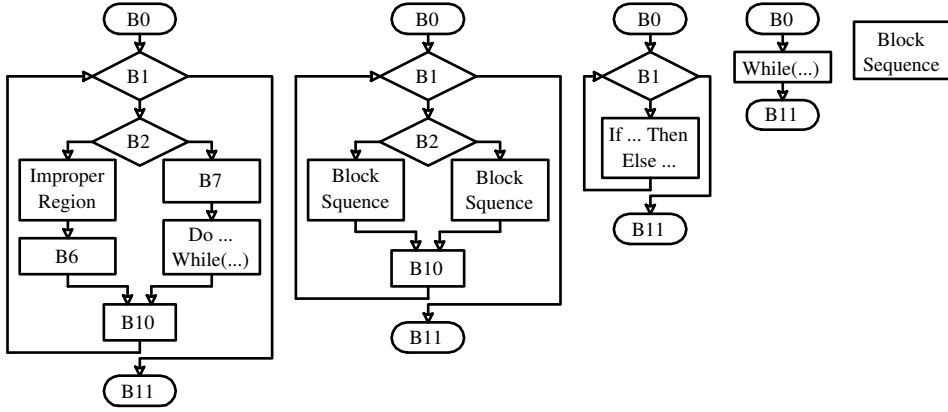 B0
B1
B2
Improper
Region
B7
B6
Do ...
While(...)
B10
B11
B0
B1
B2
Block
Squence
Block
Squence
B10
B11
B0
B1
If ... Then
Else ...
B11
B0
While(...)
B11
Block
Sequence